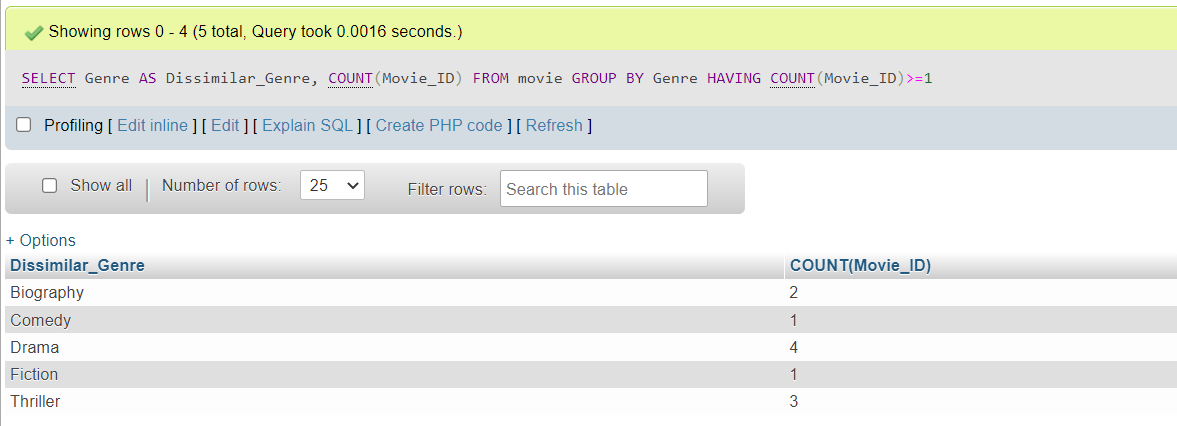 Showing rows 0 - 4 (5 total, Query took 0.0016 seconds.)
SELECT Genre AS Dissimilar_Genre, COUNT(Movie_ID) FROM movie GROUP BY Genre HAVING COUNT(Movie_ID)>=1
Profiling [ Edit inline ] [ Edit ] [ Explain SQL ] [ Create PHP code ] [ Refresh ]
Show all Number of rows: 25 Filter rows: Search this table
+ Options
Dissimilar_Genre COUNT(Movie_ID)
Biography 2
Comedy 1
Drama 4
Fiction 1
Thriller 3